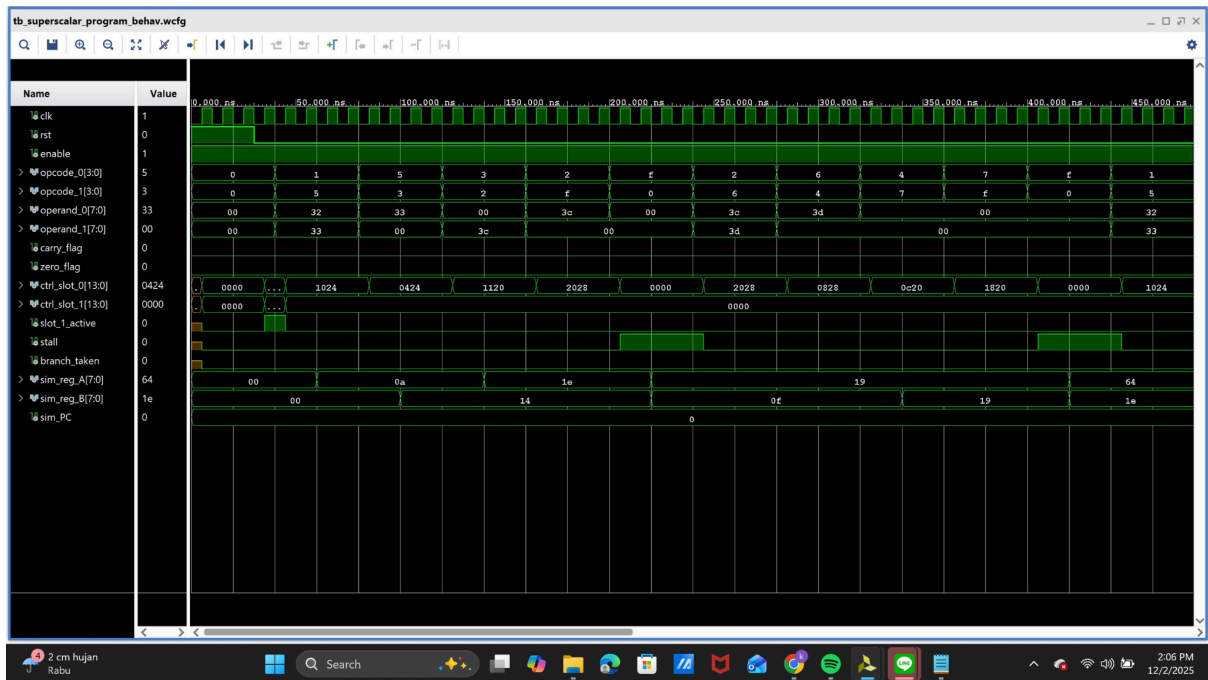 tb_superscalar_program_behav.wcfg
Name Value
0.000 ns 50.000 ns 100.000 ns 150.000 ns 200.000 ns 250.000 ns 300.000 ns 350.000 ns 400.000 ns 450.000 ns
clk 1
rst 0
enable 1
opcode_0[3:0] 5 0 1 5 3 2 f 2 6 4 7 f 1
opcode_1[3:0] 3 0 5 3 2 f 0 6 4 7 f 0 5
operand_0[7:0] 33 00 32 33 00 3c 00 3c 3d 00 32
operand_1[7:0] 00 00 33 00 3c 00 3d 00 33
carry_flag 0
zero_flag 0
ctrl_slot_0[13:0] 0424 . 0000 ... 1024 0424 1120 2028 0000 2028 0828 0c20 1820 0000 1024
ctrl_slot_1[13:0] 0000 . 0000 ... 0000
slot_1_active 0
stall 0
branch_taken 0
sim_reg_A[7:0] 64 00 0a 1e 19 64
sim_reg_B[7:0] 1e 00 14 0f 19 1e
sim_PC 0 0
4 2 cm hujan
Rabu
Search
LINE
2:06 PM
12/2/2025